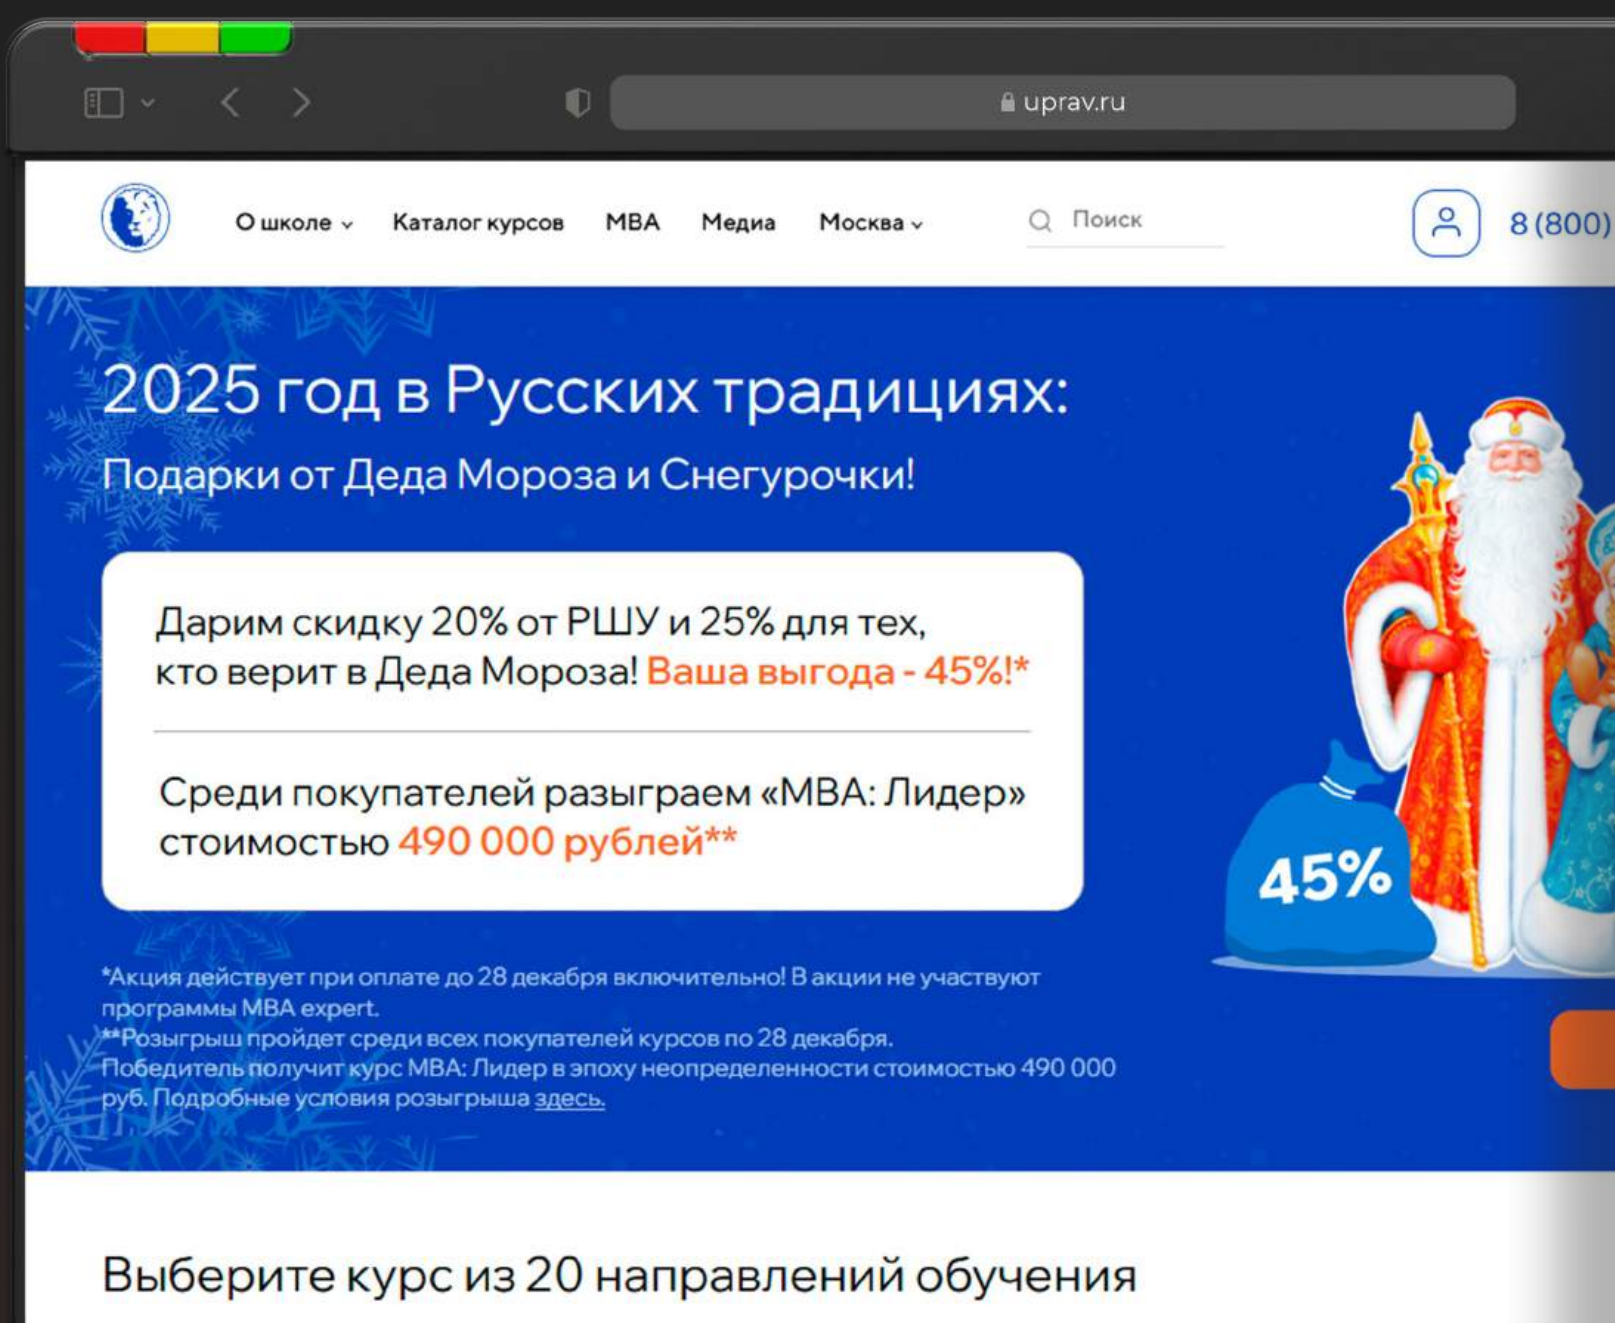 uprav.ru
О школе Каталог курсов МВА Медиа Москва Поиск 8 (800)
2025 год в Русских традициях:
Подарки от Деда Мороза и Снегурочки!
Дарим скидку 20% от РШУ и 25% для тех,
кто верит в Деда Мороза! Ваша выгода - 45%!*
Среди покупателей разыграем «МВА: Лидер»
стоимостью 490 000 рублей**
45%
*Акция действует при оплате до 28 декабря включительно! В акции не участвуют
программы MBA expert.
**Розыгрыш пройдет среди всех покупателей курсов по 28 декабря.
Победитель получит курс МВА: Лидер в эпоху неопределенности стоимостью 490 000
руб. Подробные условия розыгрыша здесь.
Выберите курс из 20 направлений обучения